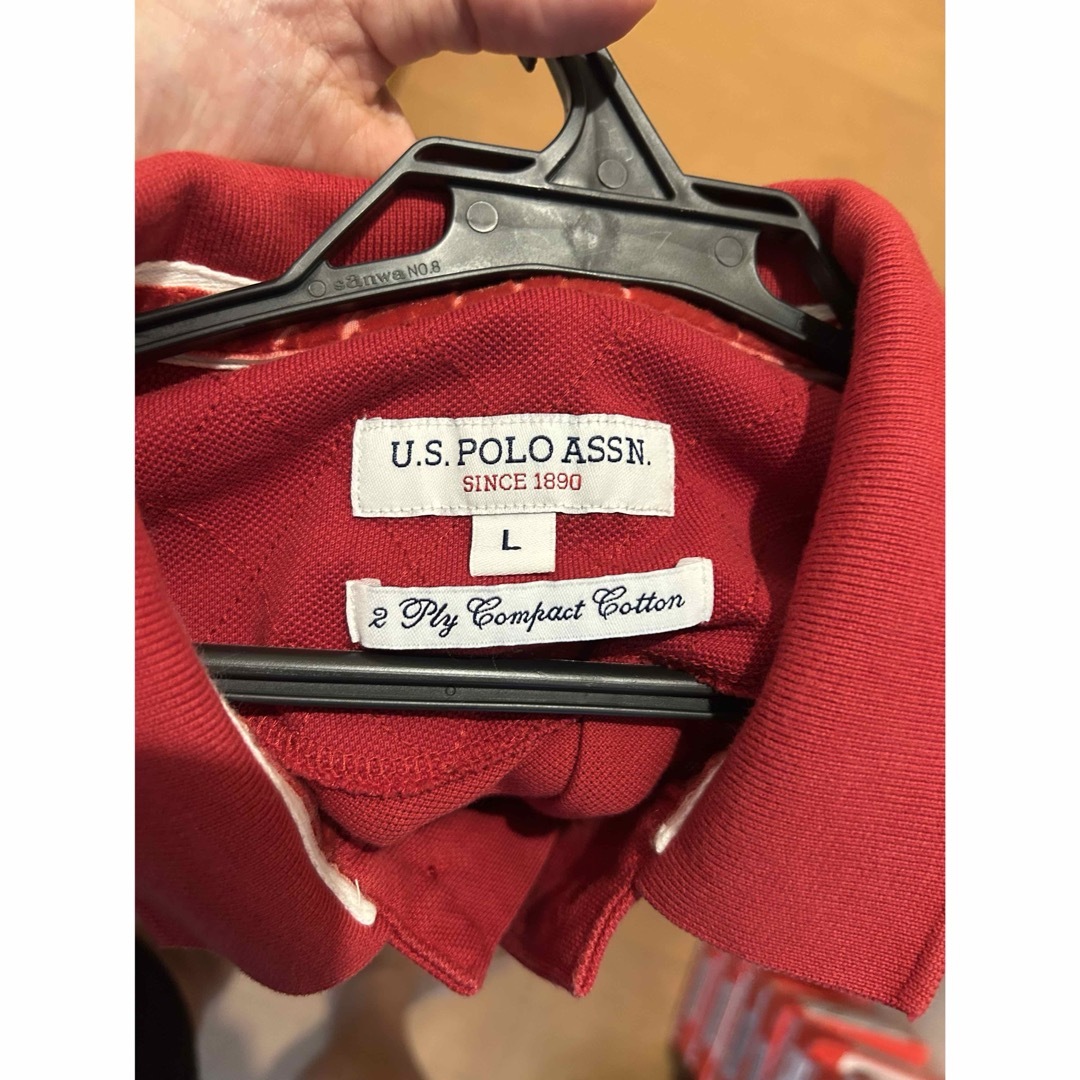 sanwa NO.8
U.S. POLO ASSN.
SINCE 1890
L
2 Ply Compact Cotton